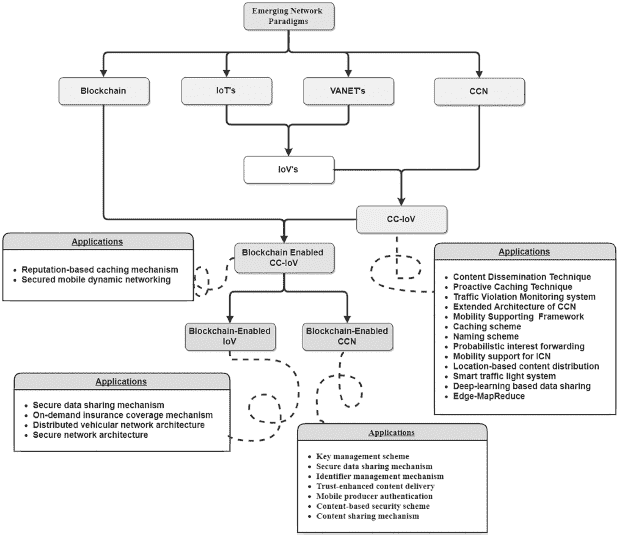 Emerging Network
Paradigms
Blockchain
IoT's
VANET's
CCN
IoV's
CC-IoV
Applications
Reputation-based caching mechanism
Secured mobile dynamic networking
Blockchain Enabled
CC-IoV
Applications
Content Dissemination Technique
Proactive Caching Technique
Traffic Violation Monitoring system
Extended Architecture of CCN
Mobility Supporting Framework
Caching scheme
Naming scheme
Probabilistic interest forwarding
Mobility support for ICN
Location-based content distribution
Smart traffic light system
Deep-learning based data sharing
Edge-MapReduce
Blockchain-Enabled
IoV
Blockchain-Enabled
CCN
Applications
Secure data sharing mechanism
On-demand insurance coverage mechanism
Distributed vehicular network architecture
Secure network architecture
Applications
Key management scheme
Secure data sharing mechanism
Identifier management mechanism
Trust-enhanced content delivery
Mobile producer authentication
Content-based security scheme
Content sharing mechanism